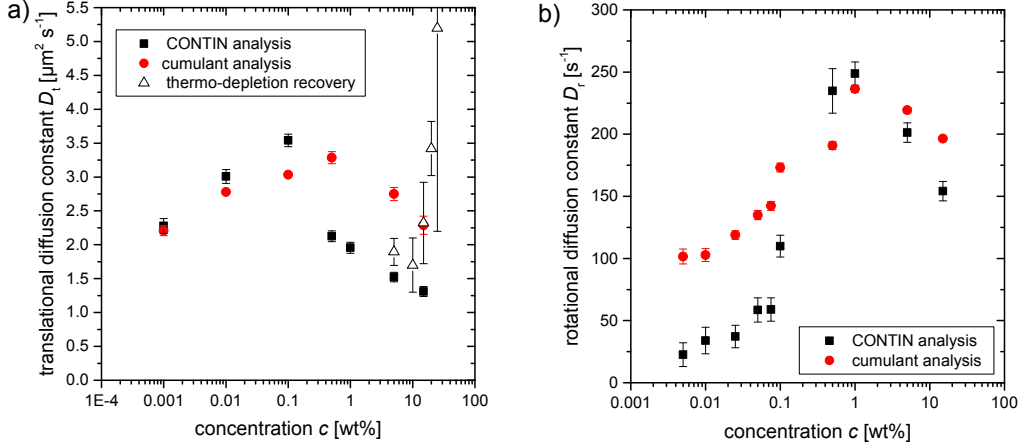 a)
5.5
5.0
4.5
4.0
3.5
3.0
2.5
2.0
1.5
1.0
0.5
0.0
translational diffusion constant Dt [µm² s⁻¹]
CONTIN analysis
cumulant analysis
thermo-depletion recovery
1E-4 0.001 0.01 0.1 1 10 100
concentration c [wt%]
b)
300
250
200
150
100
50
0
rotational diffusion constant Dr [s⁻¹]
CONTIN analysis
cumulant analysis
0.001 0.01 0.1 1 10 100
concentration c [wt%]